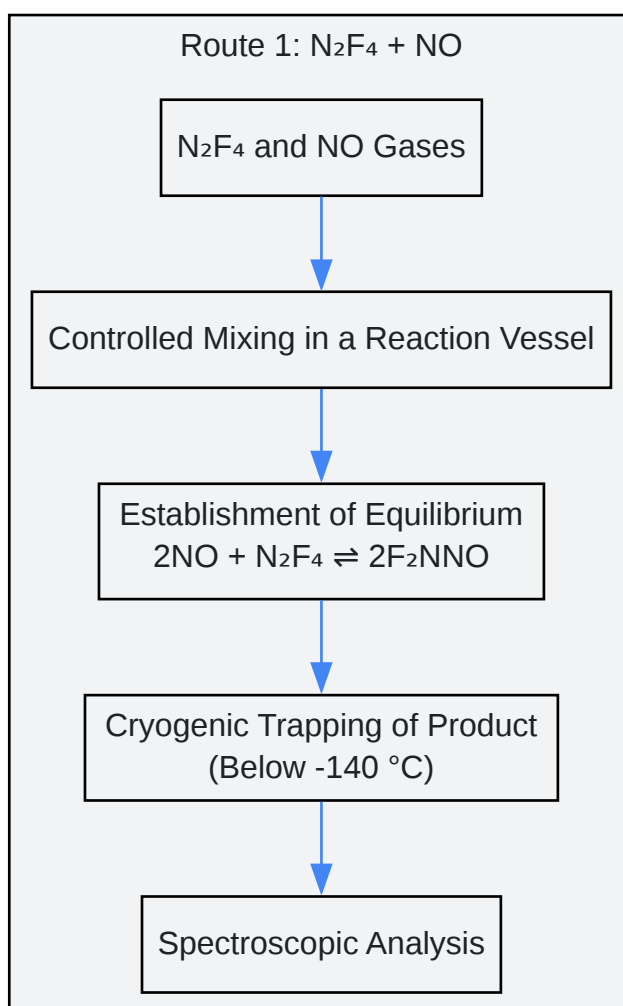 Route 1: N₂F₄ + NO
N₂F₄ and NO Gases
Controlled Mixing in a Reaction Vessel
Establishment of Equilibrium
2NO + N₂F₄ ⇌ 2F₂NNO
Cryogenic Trapping of Product
(Below -140 °C)
Spectroscopic Analysis